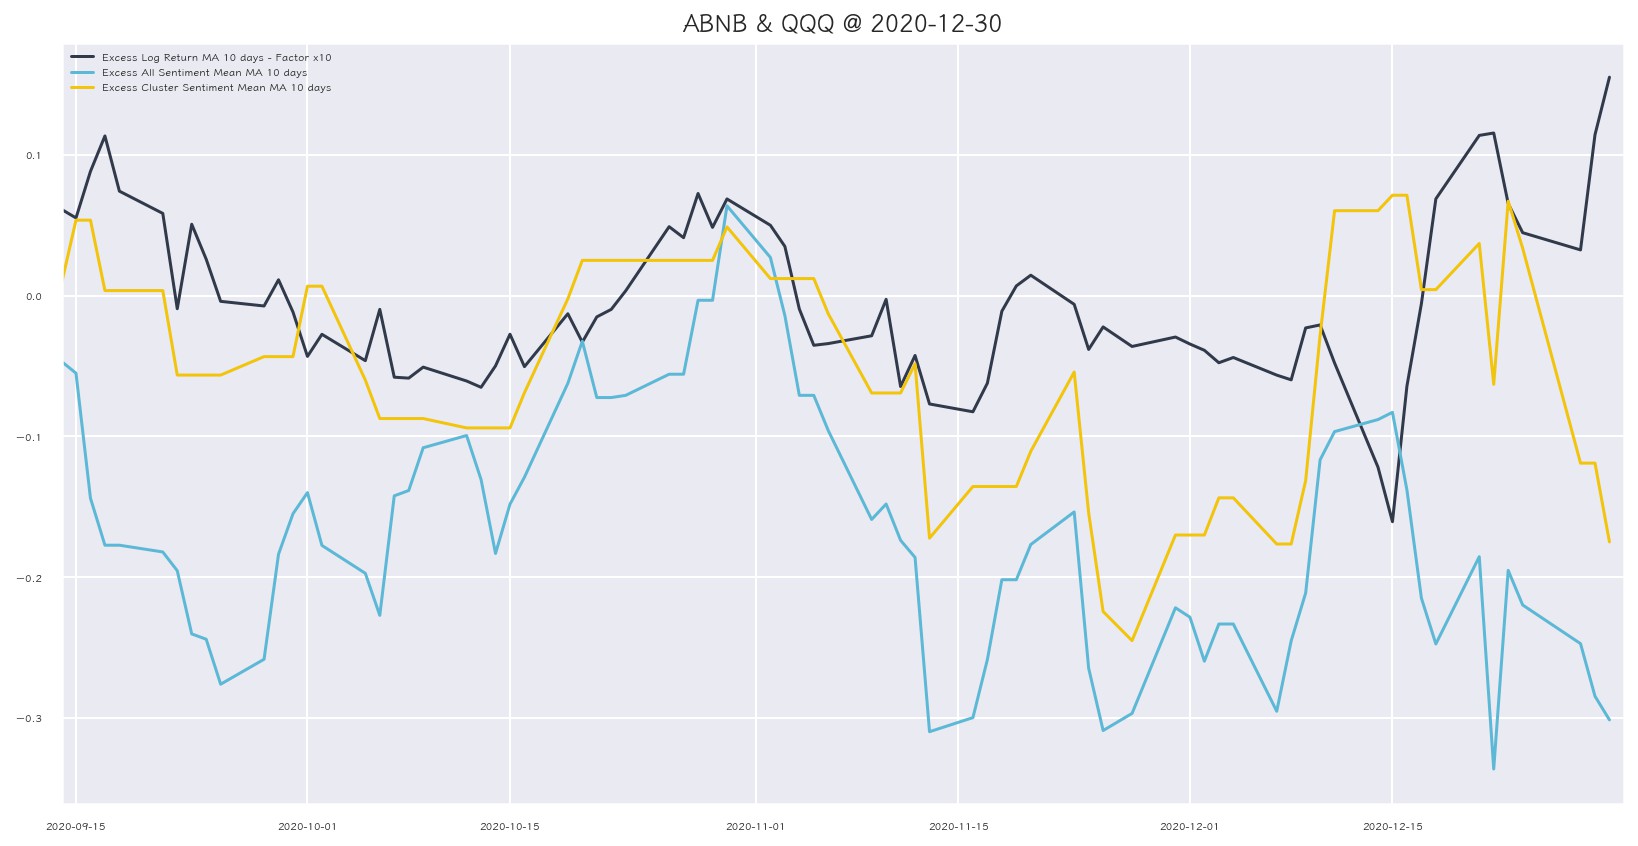 ABNB & QQQ @ 2020-12-30
Excess Log Return MA 10 days - Factor x10
Excess All Sentiment Mean MA 10 days
Excess Cluster Sentiment Mean MA 10 days
0.1
0.0
−0.1
−0.2
−0.3
2020-09-15 2020-10-01 2020-10-15 2020-11-01 2020-11-15 2020-12-01 2020-12-15